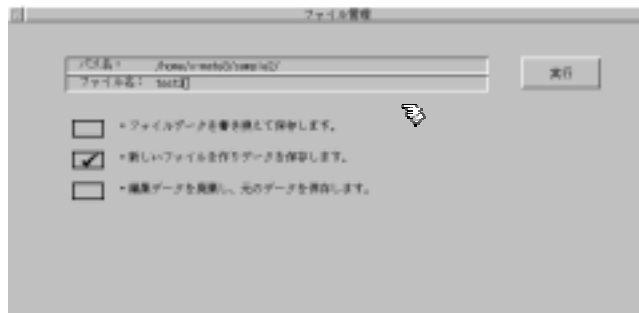 ファイル管理
パス名：
ファイル名： test3
実行
・ファイルデータを書き換えて保存します。
・新しいファイルを作りデータを保存します。
・編集データを廃棄し、元のデータを保存します。